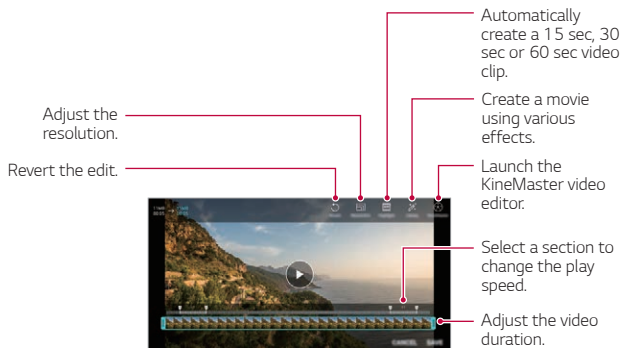 Automatically
create a 15 sec, 30
sec or 60 sec video
clip.
Adjust the
resolution.
Create a movie
using various
effects.
Revert the edit.
Launch the
KineMaster video
editor.
Select a section to
change the play
speed.
Adjust the video
duration.
CANCEL SAVE